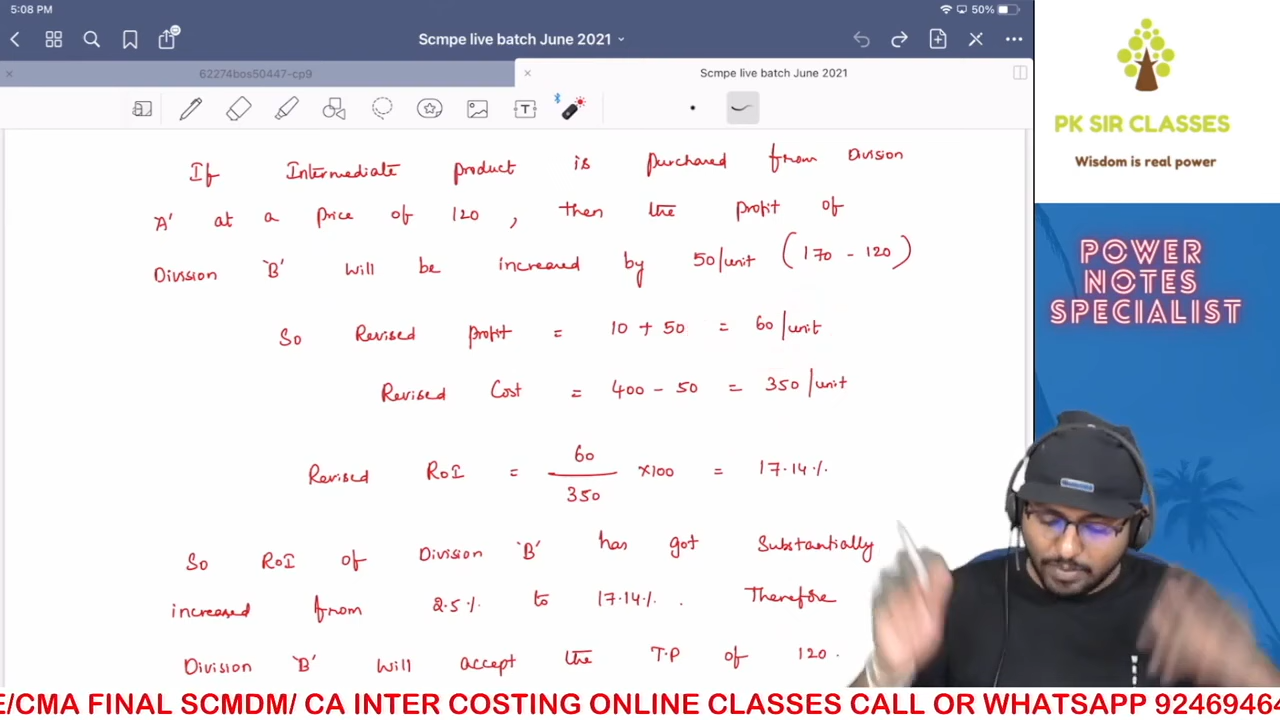 5:08 PM
50%
Scmpe live batch June 2021
62274bos50447-cp9
Scmpe live batch June 2021
If Intermediate product is purchased from Division
A' at a price of 120 , then the profit of
Division `B' will be increased by 50/unit (170 - 120)
So Revised profit = 10 + 50 = 60/unit
Revised Cost = 400 - 50 = 350/unit
Revised RoI = 60/350 ×100 = 17.14.%
So RoI of Division `B' has got Substantially
increased from 2.5% to 17.14%. Therefore
Division `B' will accept the T.P of 120.
PK SIR CLASSES
Wisdom is real power
POWER
NOTES
SPECIALIST
E/CMA FINAL SCMDM/ CA INTER COSTING ONLINE CLASSES CALL OR WHATSAPP 92469464